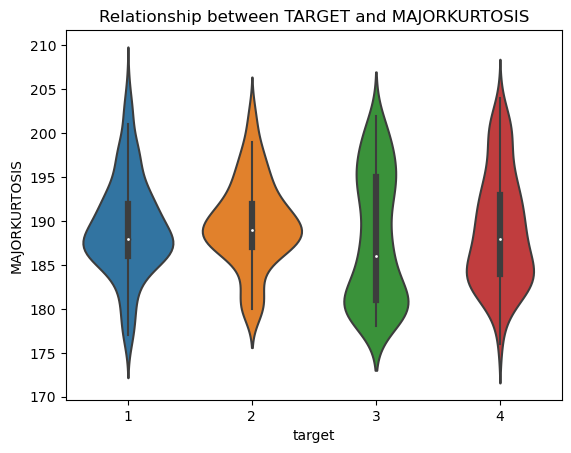 Relationship between TARGET and MAJORKURTOSIS
MAJORKURTOSIS
210
205
200
195
190
185
180
175
170
1 2 3 4
target